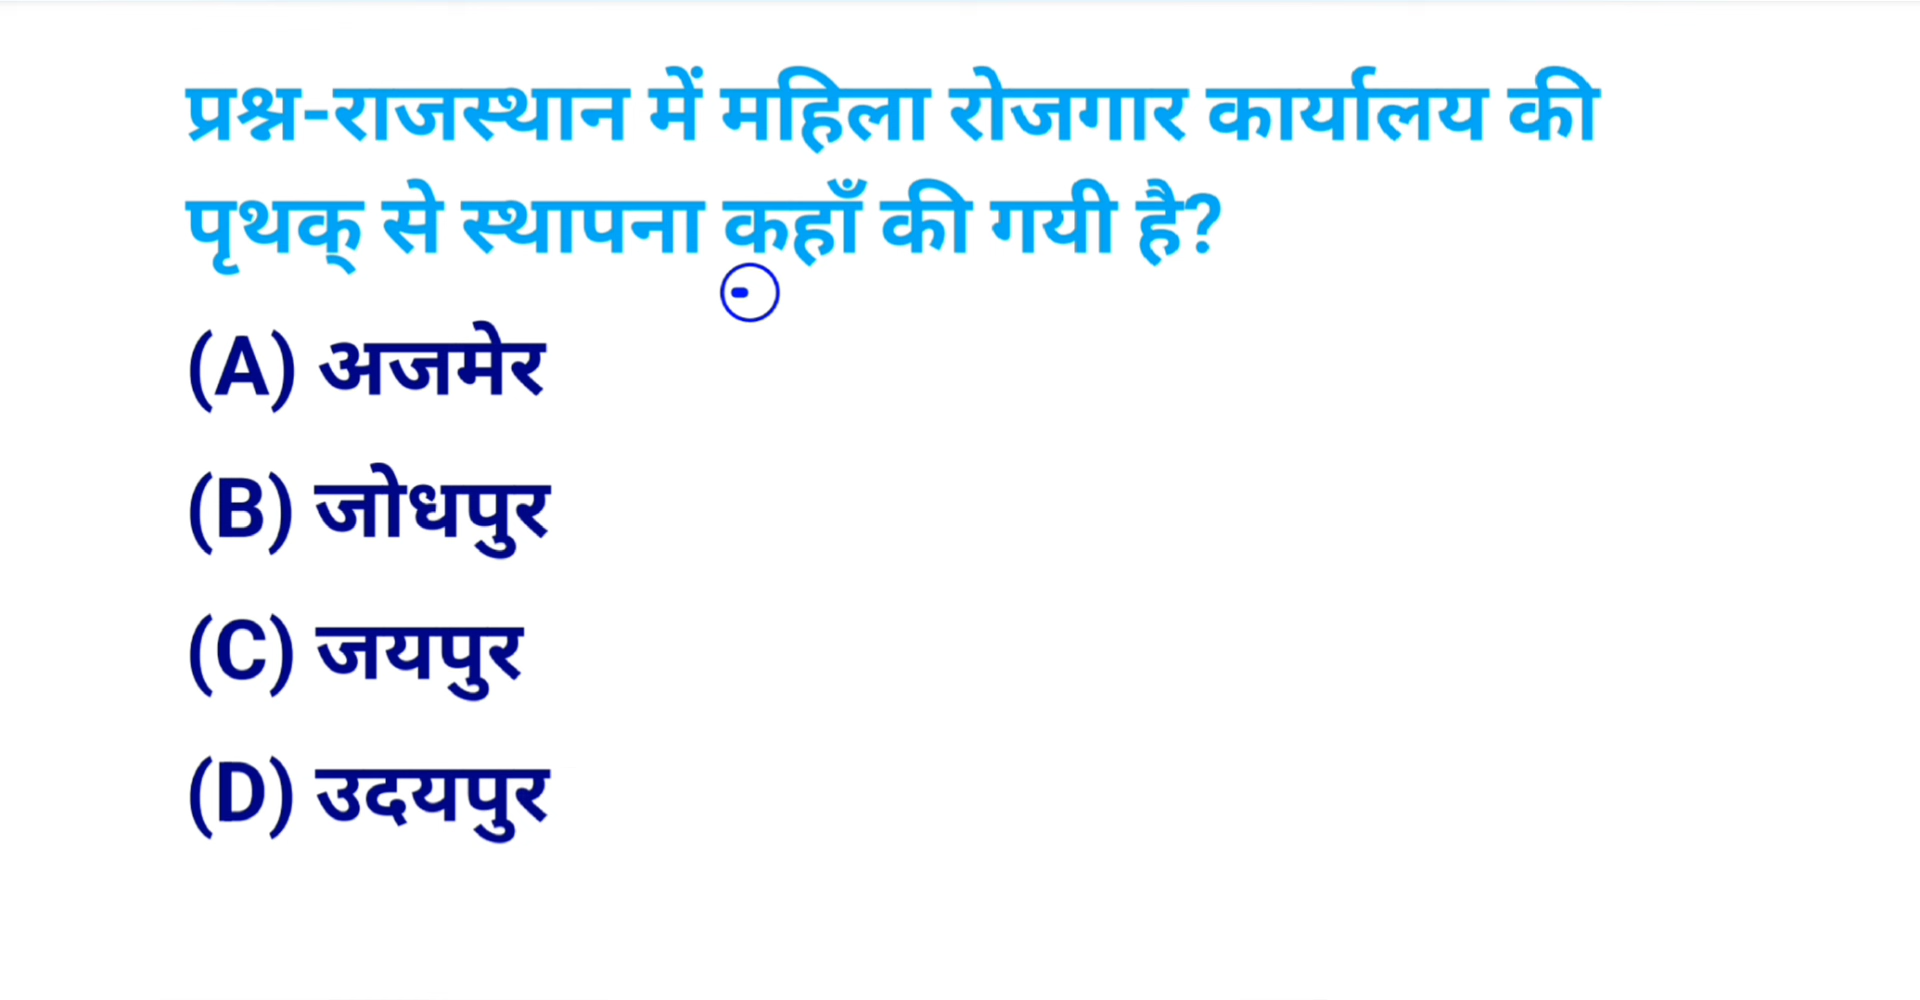 प्रश्न-राजस्थान में महिला रोजगार कार्यालय की
पृथक् से स्थापना कहाँ की गयी है?
(A) अजमेर
(B) जोधपुर
(C) जयपुर
(D) उदयपुर